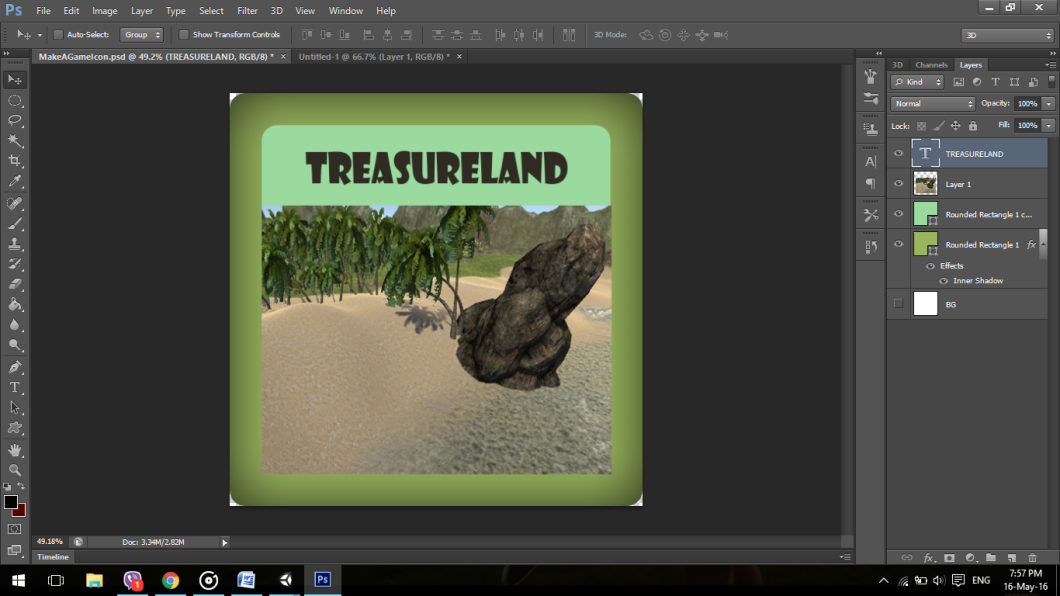 Ps File Edit Image Layer Type Select Filter 3D View Window Help
Auto-Select: Group Show Transform Controls 3D Mode: 3D
MakeAGameIcon.psd @ 49.2% (TREASURELAND, RGB/8) * × Untitled-1 @ 66.7% (Layer 1, RGB/8) * ×
3D Channels Layers
Kind
Normal Opacity: 100%
Lock: Fill: 100%
TREASURELAND
TREASURELAND
Layer 1
Rounded Rectangle 1 c...
Rounded Rectangle 1 fx
Effects
Inner Shadow
BG
49.18% Doc: 3.34M/2.82M
Timeline
fx
1 Ps ENG 7:57 PM
16-May-16